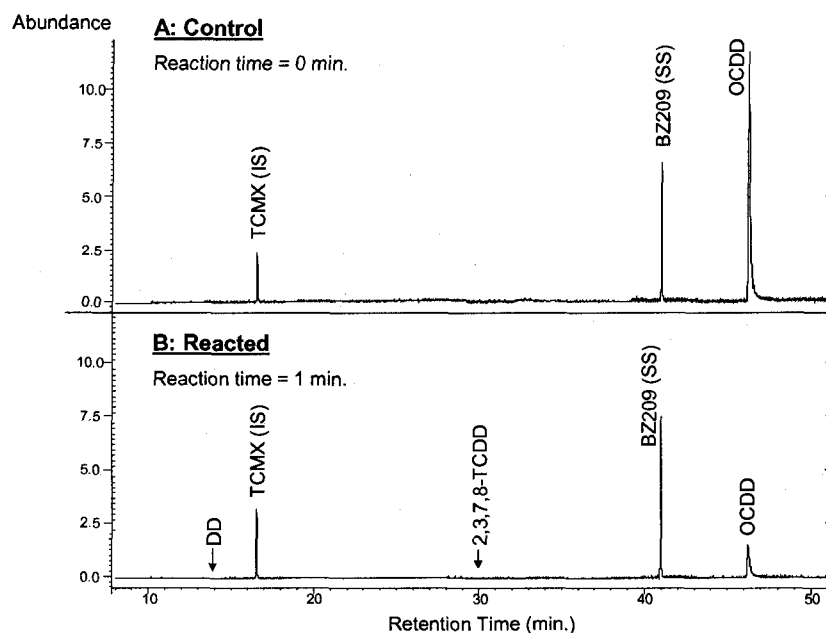 Abundance
A: Control
Reaction time = 0 min.
10.0
7.5
5.0
2.5
0.0
TCMX (IS)
BZ209 (SS)
OCDD
B: Reacted
Reaction time = 1 min.
10.0
7.5
5.0
2.5
0.0
DD
TCMX (IS)
2,3,7,8-TCDD
BZ209 (SS)
OCDD
10 20 30 40 50
Retention Time (min.)